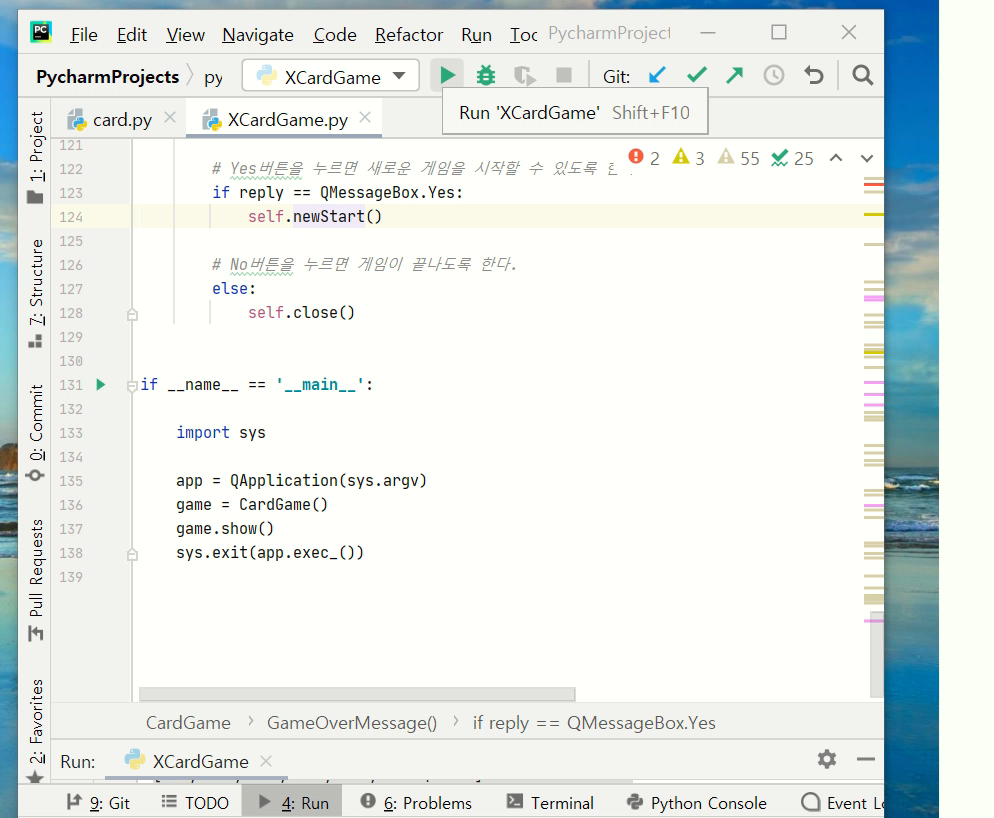 PC File Edit View Navigate Code Refactor Run PycharmProject
PycharmProjects py XCardGame Git:
Run 'XCardGame' Shift+F10
card.py XCardGame.py
1: Project
7: Structure
0: Commit
Pull Requests
2: Favorites
2 3 55 25
121
122 # Yes버튼을 누르면 새로운 게임을 시작할 수 있도록
123 if reply == QMessageBox.Yes:
124 self.newStart()
125
126 # No버튼을 누르면 게임이 끝나도록 한다.
127 else:
128 self.close()
129
130
131 if __name__ == '__main__':
132
133 import sys
134
135 app = QApplication(sys.argv)
136 game = CardGame()
137 game.show()
138 sys.exit(app.exec_())
139
CardGame GameOverMessage() if reply == QMessageBox.Yes
Run: XCardGame
9: Git TODO 4: Run 6: Problems Terminal Python Console Event